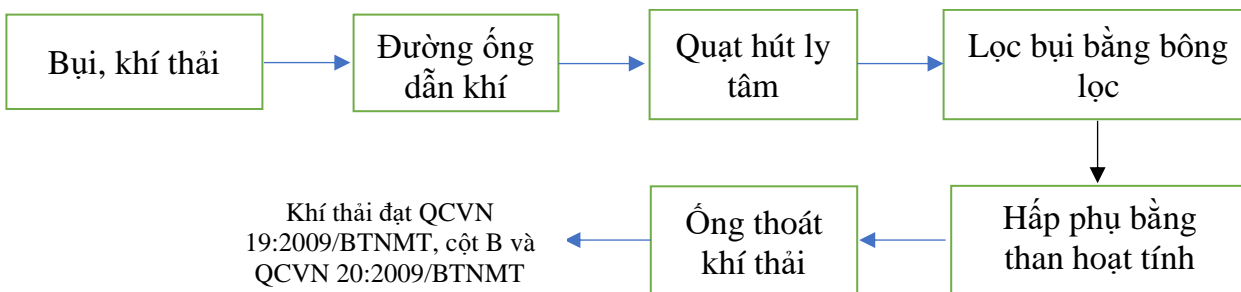 Bụi, khí thải
Đường ống
dẫn khí
Quạt hút ly
tâm
Lọc bụi bằng bông
lọc
Hấp phụ bằng
than hoạt tính
Ống thoát
khí thải
Khí thải đạt QCVN
19:2009/BTNMT, cột B và
QCVN 20:2009/BTNMT